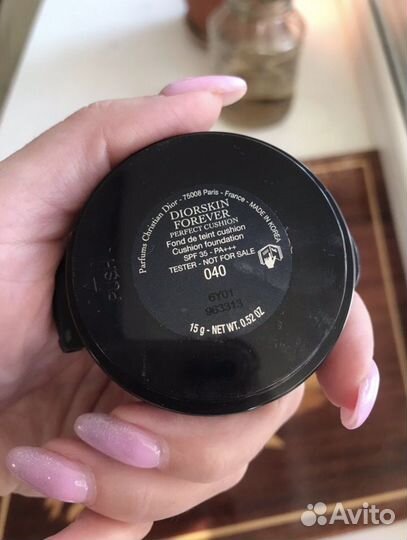 Parfums Christian Dior - 75008 Paris - France - MADE IN KOREA
DIORSKIN
FOREVER
PERFECT CUSHION
Fond de teint cushion
Cushion foundation
SPF 35 - PA+++
TESTER - NOT FOR SALE
040
6Y01
963313
15 g - NET WT. 0.52 OZ
PUSH
Avito